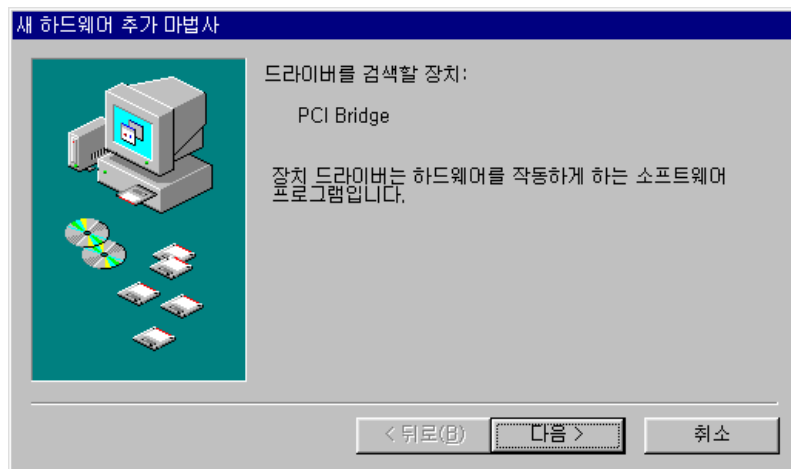 새 하드웨어 추가 마법사
드라이버를 검색할 장치:
PCI Bridge
장치 드라이버는 하드웨어를 작동하게 하는 소프트웨어
프로그램입니다.
< 뒤로(B)
다음 >
취소